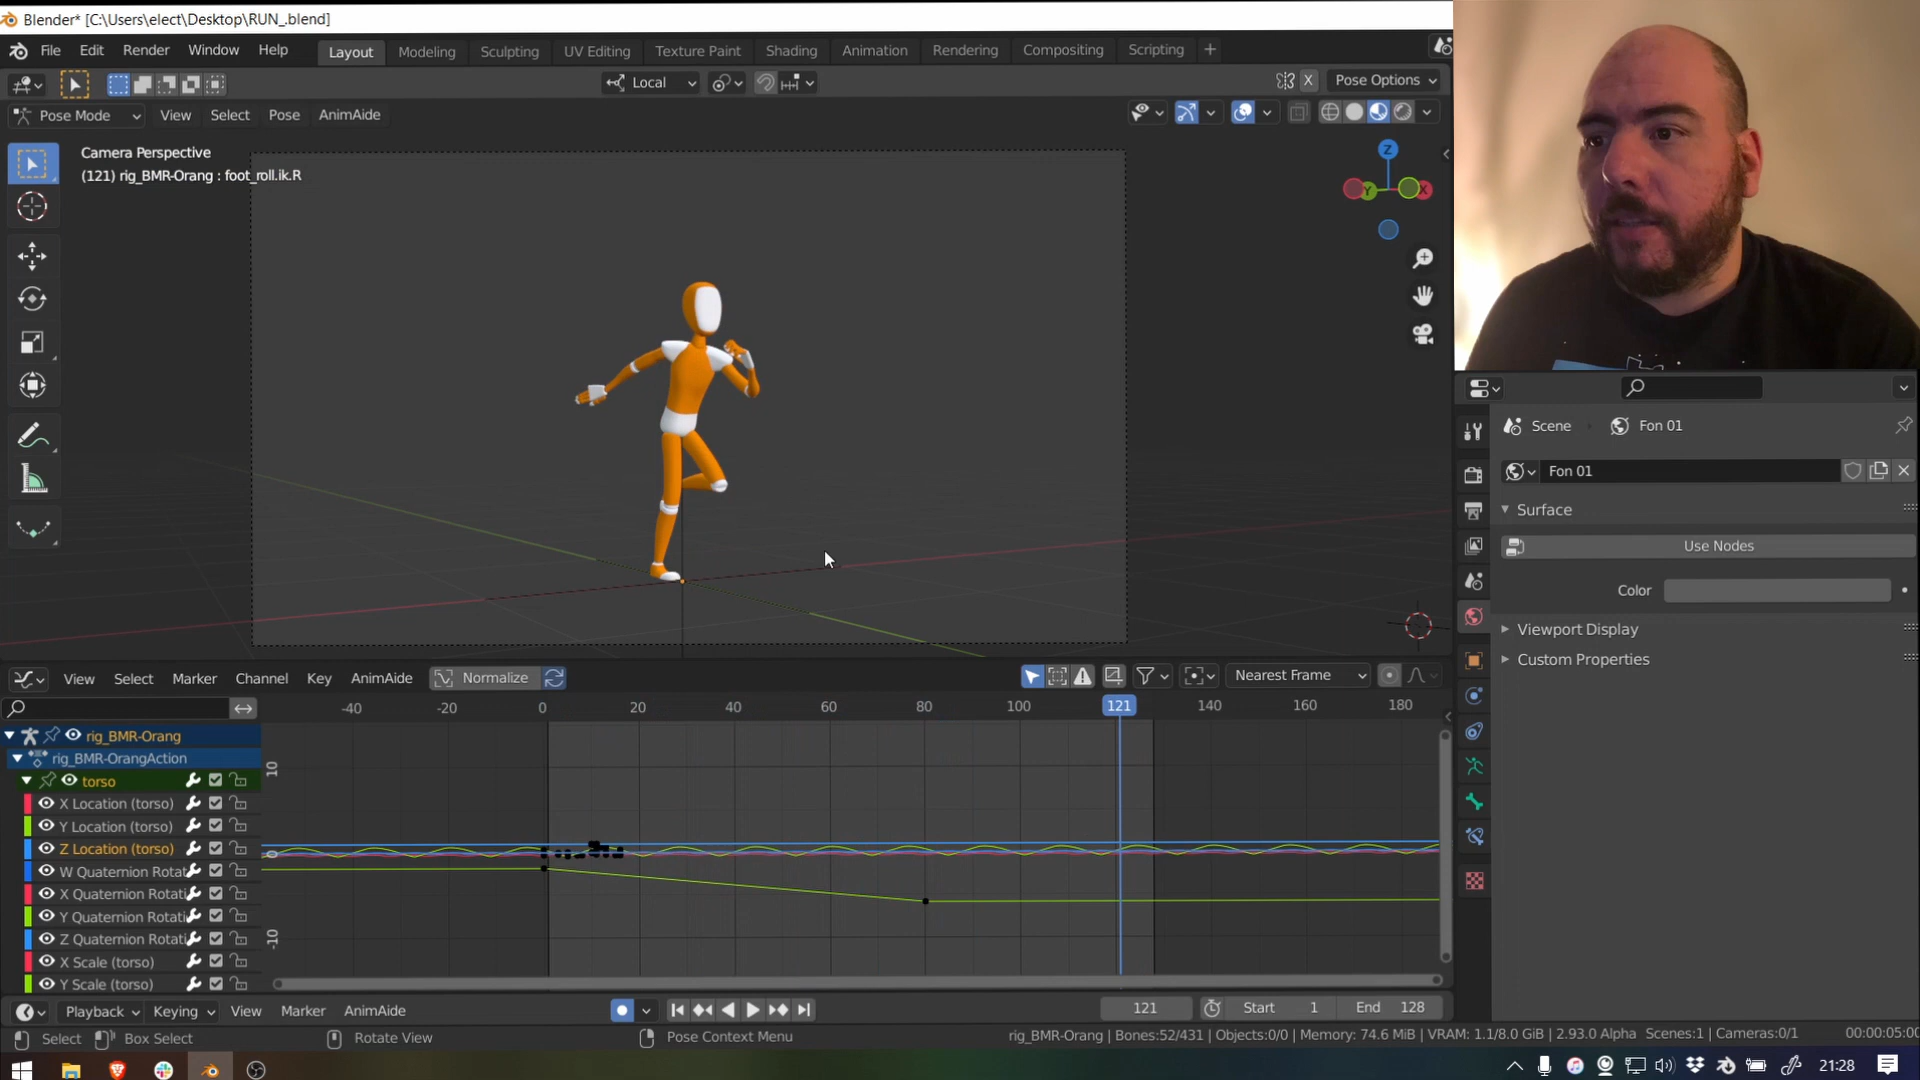 Blender* [C:\Users\elect\Desktop\RUN_.blend]
File Edit Render Window Help Layout Modeling Sculpting UV Editing Texture Paint Shading Animation Rendering Compositing Scripting +
Local Pose Options
X
Pose Mode View Select Pose AnimAide
Camera Perspective
(121) rig_BMR-Orang : foot_roll.ik.R
Z
Y X
Scene Fon 01
Fon 01
Surface
Use Nodes
Color
Viewport Display
Custom Properties
View Select Marker Channel Key AnimAide Normalize Nearest Frame
-40 -20 0 20 40 60 80 100 121 140 160 180
rig_BMR-Orang
rig_BMR-OrangAction
torso
X Location (torso)
Y Location (torso)
Z Location (torso)
W Quaternion Rotat
X Quaternion Rotati
Y Quaternion Rotati
Z Quaternion Rotati
X Scale (torso)
Y Scale (torso)
10
0
-10
Playback Keying View Marker AnimAide 121 Start 1 End 128
Select Box Select Rotate View Pose Context Menu rig_BMR-Orang | Bones:52/431 | Objects:0/0 | Memory: 74.6 MiB | VRAM: 1.1/8.0 GiB | 2.93.0 Alpha Scenes:1 | Cameras:0/1 00:00:05:00
21:28